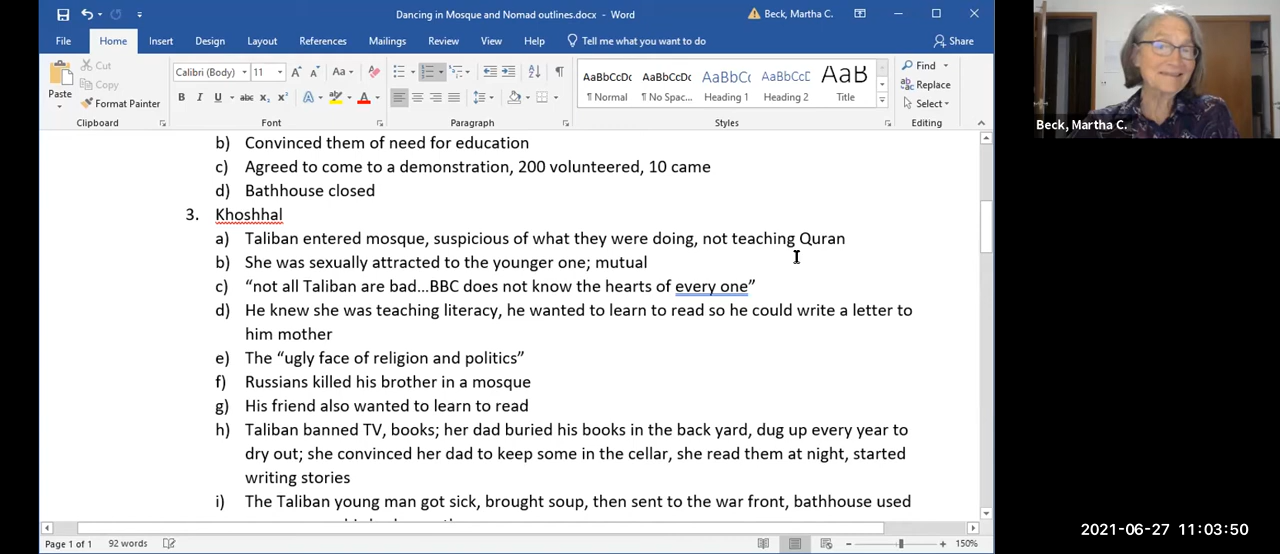 Dancing in Mosque and Nomad outlines.docx - Word
Beck, Martha C.
File Home Insert Design Layout References Mailings Review View Help Tell me what you want to do Share
Paste
Cut
Copy
Format Painter
Clipboard
Calibri (Body) 11
Font
Paragraph
AaBbCcDc AaBbCcDc AaBbCc AaBbCcD AaB
¶ Normal ¶ No Spac... Heading 1 Heading 2 Title
Styles
Find
Replace
Select
Editing
Beck, Martha C.
b) Convinced them of need for education
c) Agreed to come to a demonstration, 200 volunteered, 10 came
d) Bathhouse closed
3. Khoshhal
a) Taliban entered mosque, suspicious of what they were doing, not teaching Quran
b) She was sexually attracted to the younger one; mutual
c) “not all Taliban are bad…BBC does not know the hearts of every one”
d) He knew she was teaching literacy, he wanted to learn to read so he could write a letter to
him mother
e) The “ugly face of religion and politics”
f) Russians killed his brother in a mosque
g) His friend also wanted to learn to read
h) Taliban banned TV, books; her dad buried his books in the back yard, dug up every year to
dry out; she convinced her dad to keep some in the cellar, she read them at night, started
writing stories
i) The Taliban young man got sick, brought soup, then sent to the war front, bathhouse used
Page 1 of 1 92 words 150%
2021-06-27 11:03:50